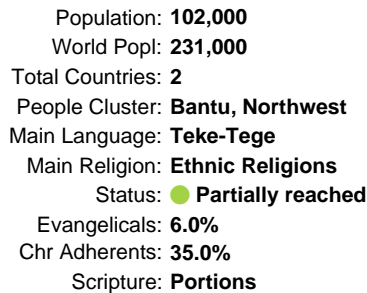 Population: 102,000
World Popl: 231,000
Total Countries: 2
People Cluster: Bantu, Northwest
Main Language: Teke-Tege
Main Religion: Ethnic Religions
Status: Partially reached
Evangelicals: 6.0%
Chr Adherents: 35.0%
Scripture: Portions